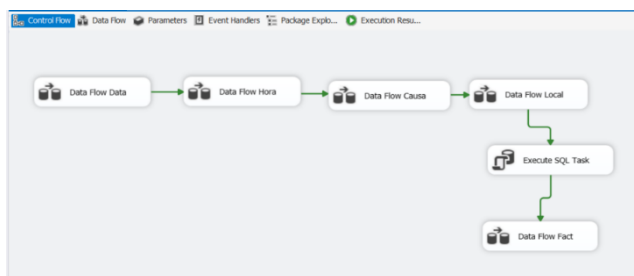 Control Flow Data Flow Parameters Event Handlers Package Explo... Execution Resu...
Data Flow Data
Data Flow Hora
Data Flow Causa
Data Flow Local
Execute SQL Task
Data Flow Fact